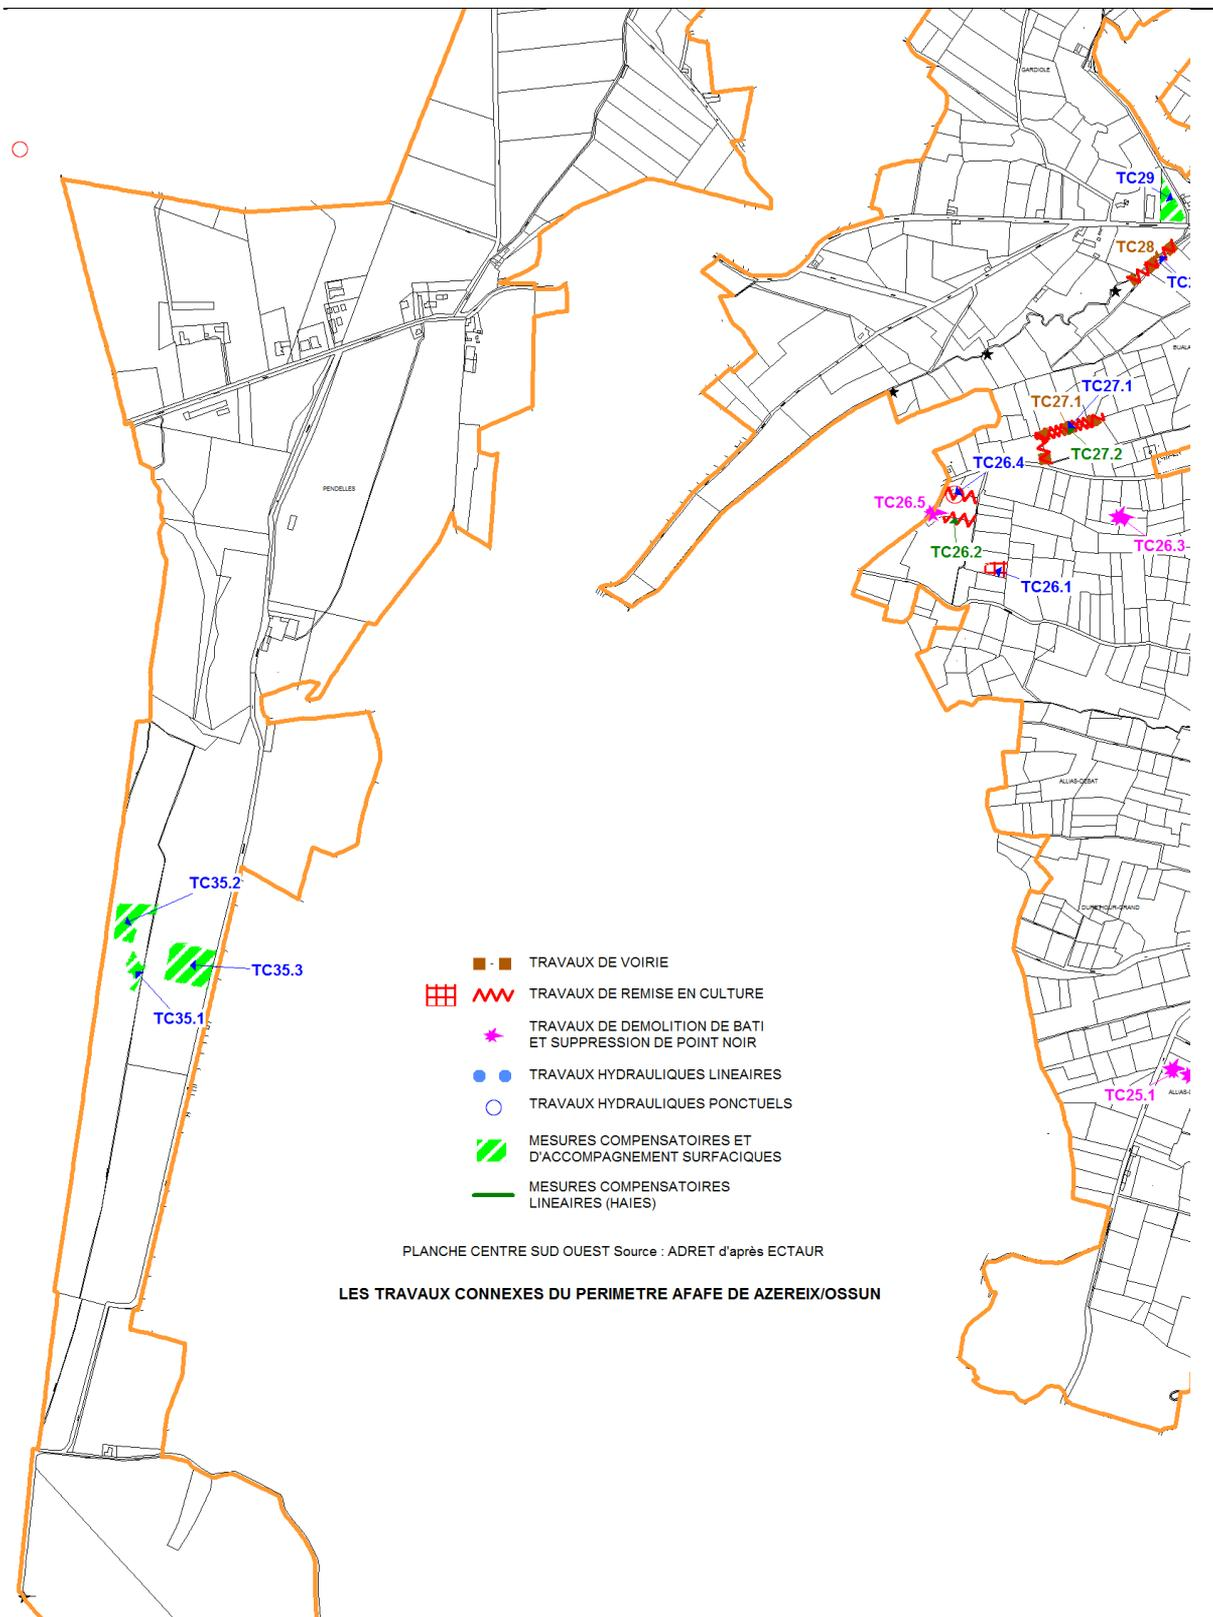 GARDIOLE
TC29
TC28
TC27.1
TC27.1
TC27.2
TC26.4
TC26.5
TC26.2
TC26.3
TC26.1
PENDELLES
ALLIAS-DEBAT
TC35.2
TC35.3
TC35.1
TC25.1
TRAVAUX DE VOIRIE
TRAVAUX DE REMISE EN CULTURE
TRAVAUX DE DEMOLITION DE BATI
ET SUPPRESSION DE POINT NOIR
TRAVAUX HYDRAULIQUES LINEAIRES
TRAVAUX HYDRAULIQUES PONCTUELS
MESURES COMPENSATOIRES ET
D'ACCOMPAGNEMENT SURFACIQUES
MESURES COMPENSATOIRES
LINEAIRES (HAIES)
PLANCHE CENTRE SUD OUEST Source : ADRET d'après ECTAUR
LES TRAVAUX CONNEXES DU PERIMETRE AFAFE DE AZEREIX/OSSUN